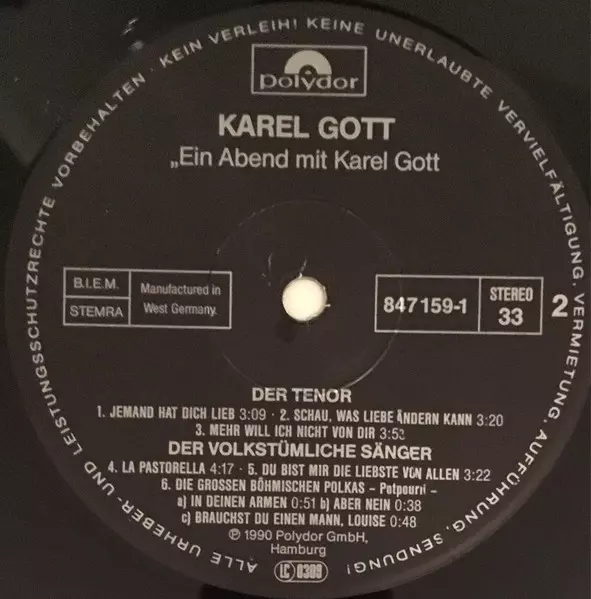 ALLE URHEBER- UND LEISTUNGSSCHUTZRECHTE VORBEHALTEN · KEIN VERLEIH! KEINE UNERLAUBTE VERVIELFÄLTIGUNG, VERMIETUNG, AUFFÜHRUNG, SENDUNG!
polydor
KAREL GOTT
„Ein Abend mit Karel Gott
B.I.E.M.
STEMRA
Manufactured in
West Germany.
847159-1
STEREO
33
2
DER TENOR
1. JEMAND HAT DICH LIEB 3:09 · 2. SCHAU, WAS LIEBE ÄNDERN KANN 3:20
3. MEHR WILL ICH NICHT VON DIR 3:53
DER VOLKSTÜMLICHE SÄNGER
4. LA PASTORELLA 4:17 · 5. DU BIST MIR DIE LIEBSTE VON ALLEN 3:22
6. DIE GROSSEN BÖHMISCHEN POLKAS – Potpourri –
a) IN DEINEN ARMEN 0:51 b) ABER NEIN 0:38
c) BRAUCHST DU EINEN MANN, LOUISE 0:48
℗ 1990 Polydor GmbH,
Hamburg
LC 0309